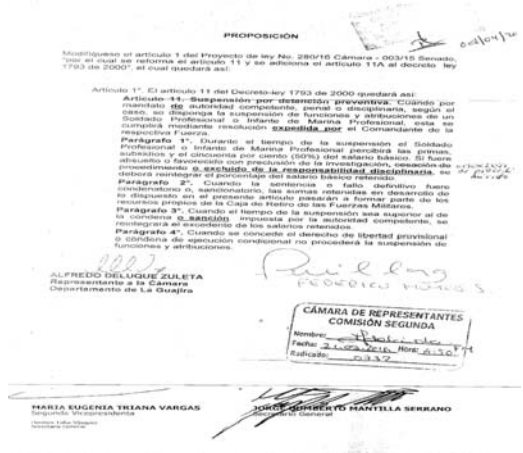 PROPOSICIÓN
Modifíquese el artículo 1 del Proyecto de ley No. 280/16 Cámara - 003/15 Senado,
"por el cual se reforma el artículo 11 y se adiciona el artículo 11A al decreto ley
1793 de 2000", el cual quedará así:
Artículo 1°. El artículo 11 del Decreto-ley 1793 de 2000 quedará así:
Artículo 11. Suspensión por detención preventiva. Cuando por
mandato de autoridad competente, penal o disciplinaria, según el
caso, se disponga la suspensión de funciones y atribuciones de un
Soldado Profesional o Infante de Marina Profesional, esta se
cumplirá mediante resolución expedida por el Comandante de la
respectiva Fuerza.
Parágrafo 1°. Durante el tiempo de la suspensión el Soldado
Profesional o Infante de Marina Profesional percibirá las primas,
subsidios y el cincuenta por ciento (50%) del salario básico. Si fuere
absuelto o favorecido con preclusión de la investigación, cesación de
procedimiento o excluido de la responsabilidad disciplinaria, se
deberá reintegrar el porcentaje del salario básico retenido.
Parágrafo 2°. Cuando la sentencia o fallo definitivo fuere
condenatorio o, sancionatorio, las sumas retenidas en desarrollo de
lo dispuesto en el presente artículo pasarán a formar parte de los
recursos propios de la Caja de Retiro de las Fuerzas Militares.
Parágrafo 3°. Cuando el tiempo de la suspensión sea superior al de
la condena o sanción impuesta por la autoridad competente, se
reintegrará el excedente de los salarios retenidos.
Parágrafo 4°. Cuando se concede el derecho de libertad provisional
o condena de ejecución condicional no procederá la suspensión de
funciones y atribuciones.
ALFREDO DELUQUE ZULETA
Representante a la Cámara
Departamento de La Guajira
FEDERICO S.
CÁMARA DE REPRESENTANTES
COMISIÓN SEGUNDA
Nombre:
Fecha: Hora:
Radicado: 0337
MARIA EUGENIA TRIANA VARGAS
Segundo Vicepresidenta
JORGE HUMBERTO MANTILLA SERRANO
Secretario General